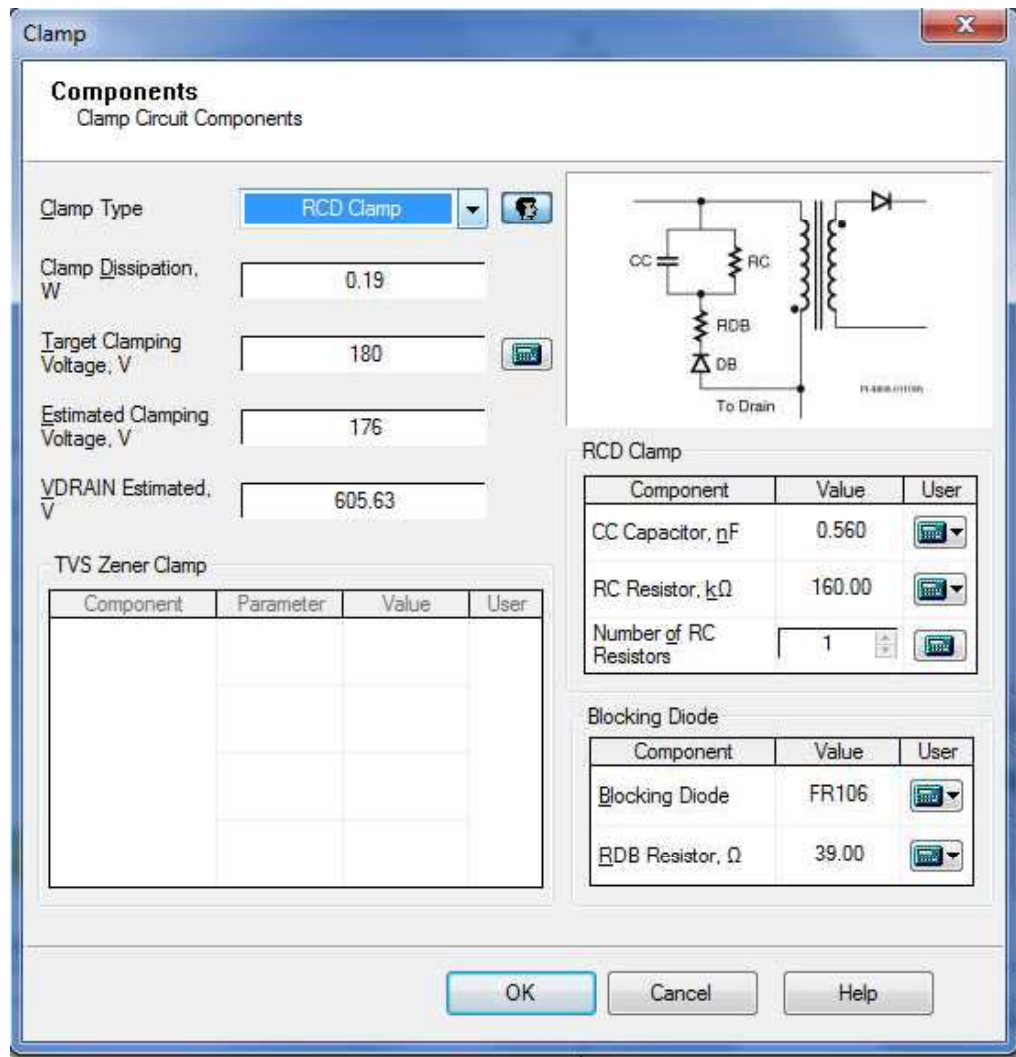 Clamp
Components
Clamp Circuit Components
Clamp Type
RCD Clamp
Clamp Dissipation,
W
0.19
Target Clamping
Voltage, V
180
Estimated Clamping
Voltage, V
176
VDRAIN Estimated,
V
605.63
TVS Zener Clamp
Component Parameter Value User
CC
RC
RDB
DB
To Drain
RCD Clamp
Component Value User
CC Capacitor, nF 0.560
RC Resistor, kΩ 160.00
Number of RC
Resistors
1
Blocking Diode
Component Value User
Blocking Diode FR106
RDB Resistor, Ω 39.00
OK Cancel Help